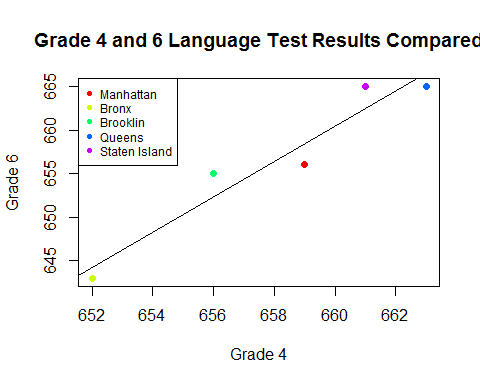 Grade 4 and 6 Language Test Results Compared
Manhattan
Bronx
Brooklin
Queens
Staten Island
Grade 6
665
660
655
650
645
652 654 656 658 660 662
Grade 4